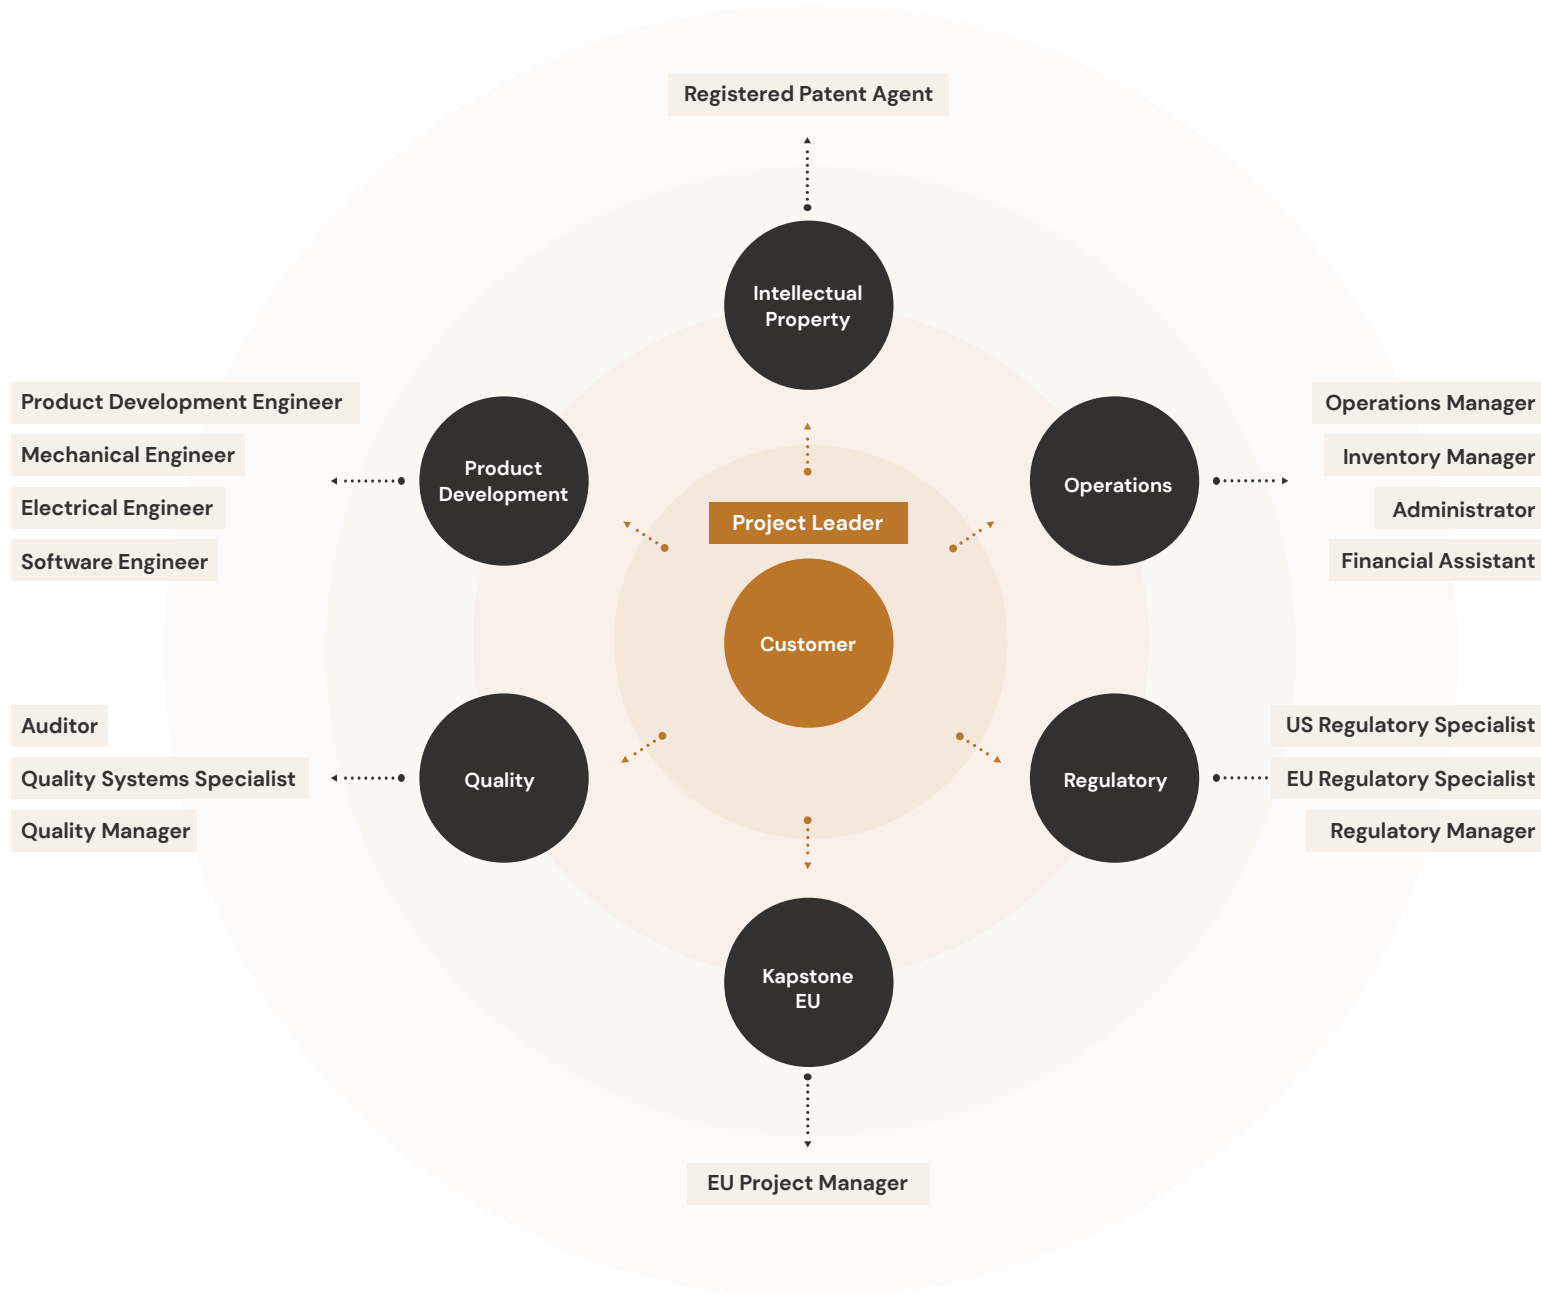 Registered Patent Agent
Intellectual
Property
Product Development Engineer
Mechanical Engineer
Electrical Engineer
Software Engineer
Product
Development
Project Leader
Customer
Operations
Operations Manager
Inventory Manager
Administrator
Financial Assistant
Auditor
Quality Systems Specialist
Quality Manager
Quality
Regulatory
US Regulatory Specialist
EU Regulatory Specialist
Regulatory Manager
Kapstone
EU
EU Project Manager